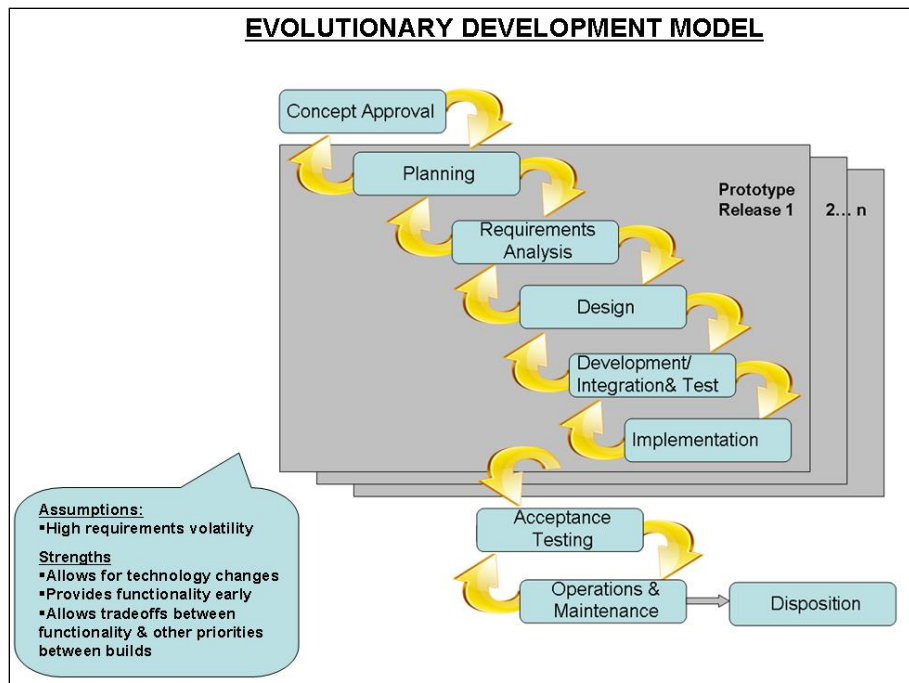 EVOLUTIONARY DEVELOPMENT MODEL
Concept Approval
Planning
Prototype
Release 1
2… n
Requirements
Analysis
Design
Development/
Integration& Test
Implementation
Acceptance
Testing
Operations &
Maintenance
Disposition
Assumptions:
▪High requirements volatility
Strengths
▪Allows for technology changes
▪Provides functionality early
▪Allows tradeoffs between
functionality & other priorities
between builds